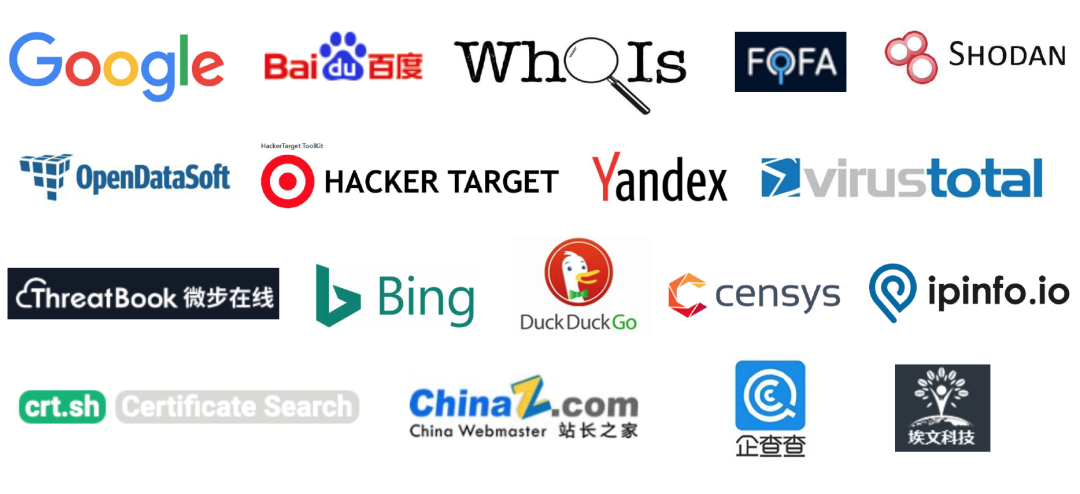 Google
Bai du 百度
WhOIs
FOFA
SHODAN
OpenDataSoft
HackerTarget ToolKit
HACKER TARGET
Yandex
virustotal
ThreatBook 微步在线
Bing
DuckDuckGo
censys
ipinfo.io
crt.sh Certificate Search
ChinaZ.com
China Webmaster 站长之家
企查查
埃文科技